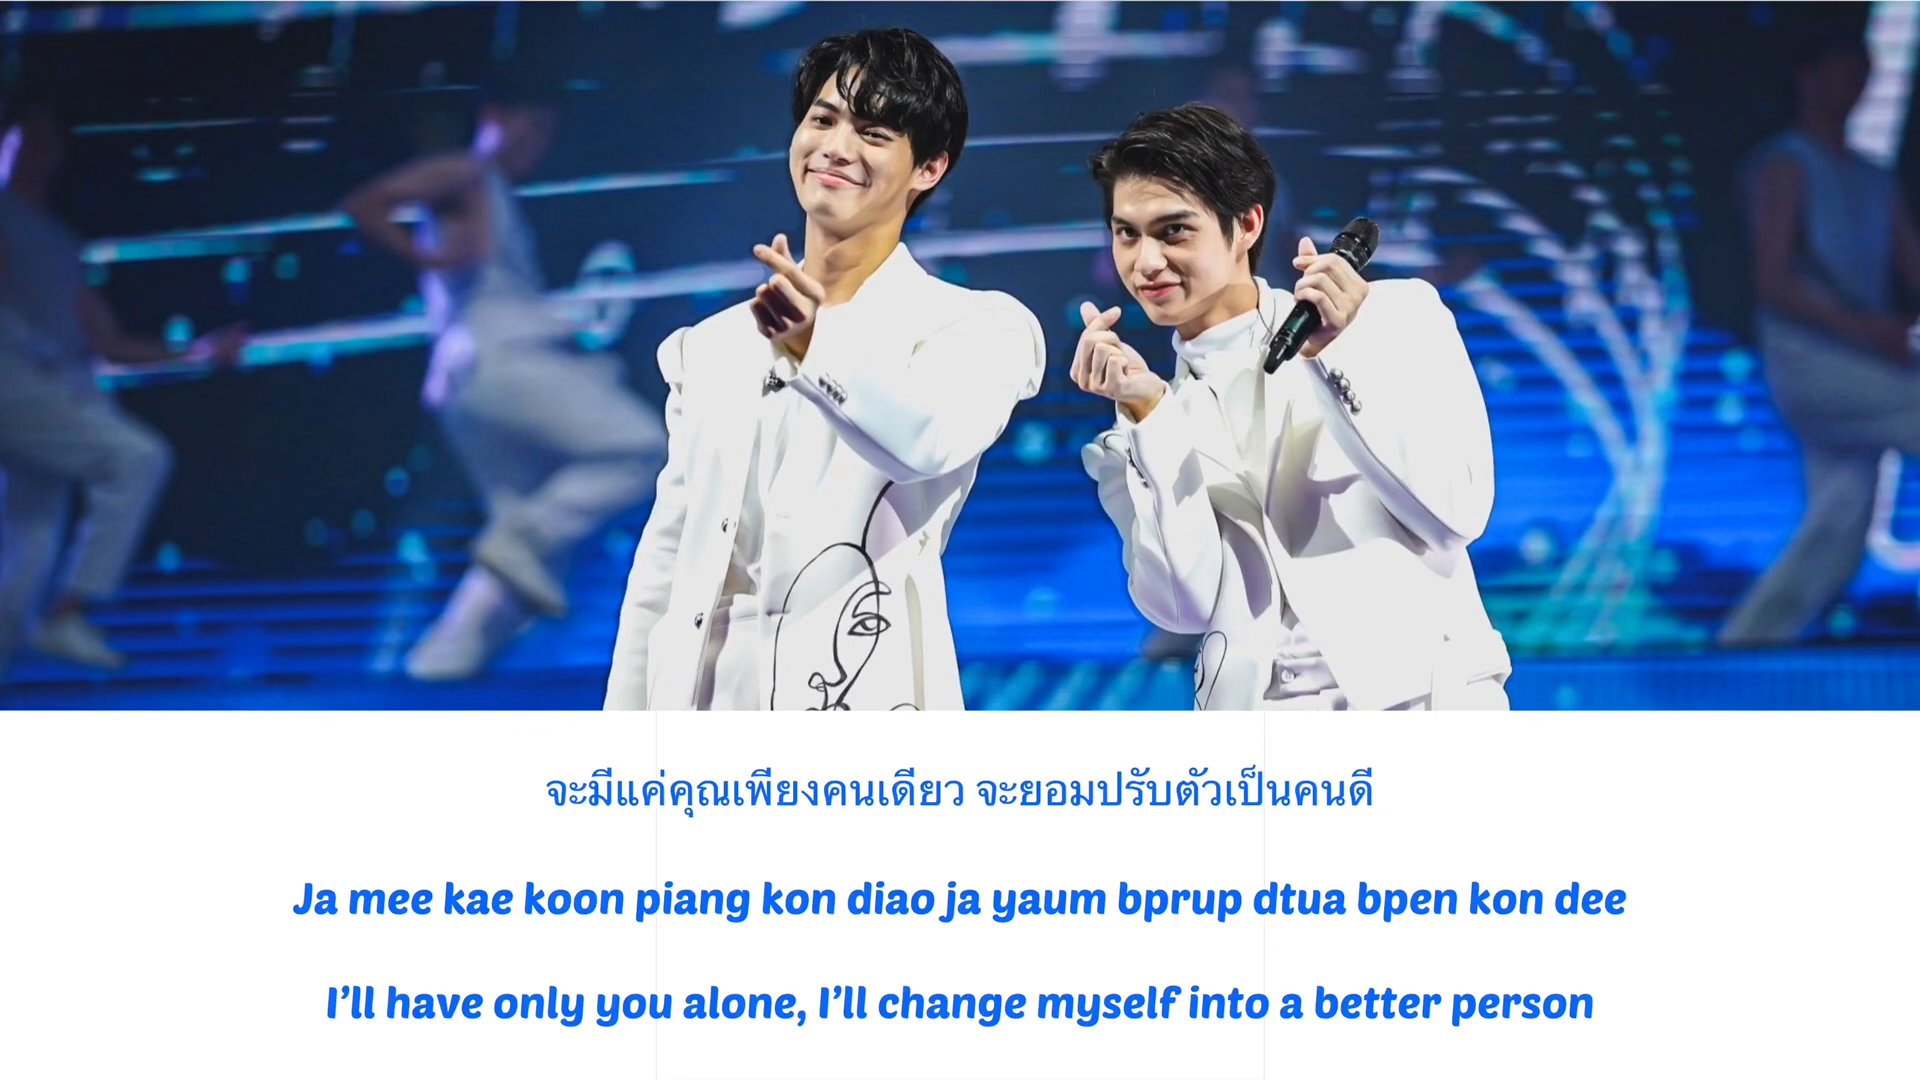 จะมีแค่คุณเพียงคนเดียว จะยอมปรับตัวเป็นคนดี
Ja mee kae koon piang kon diao ja yaum bprup dtua bpen kon dee
I’ll have only you alone, I’ll change myself into a better person